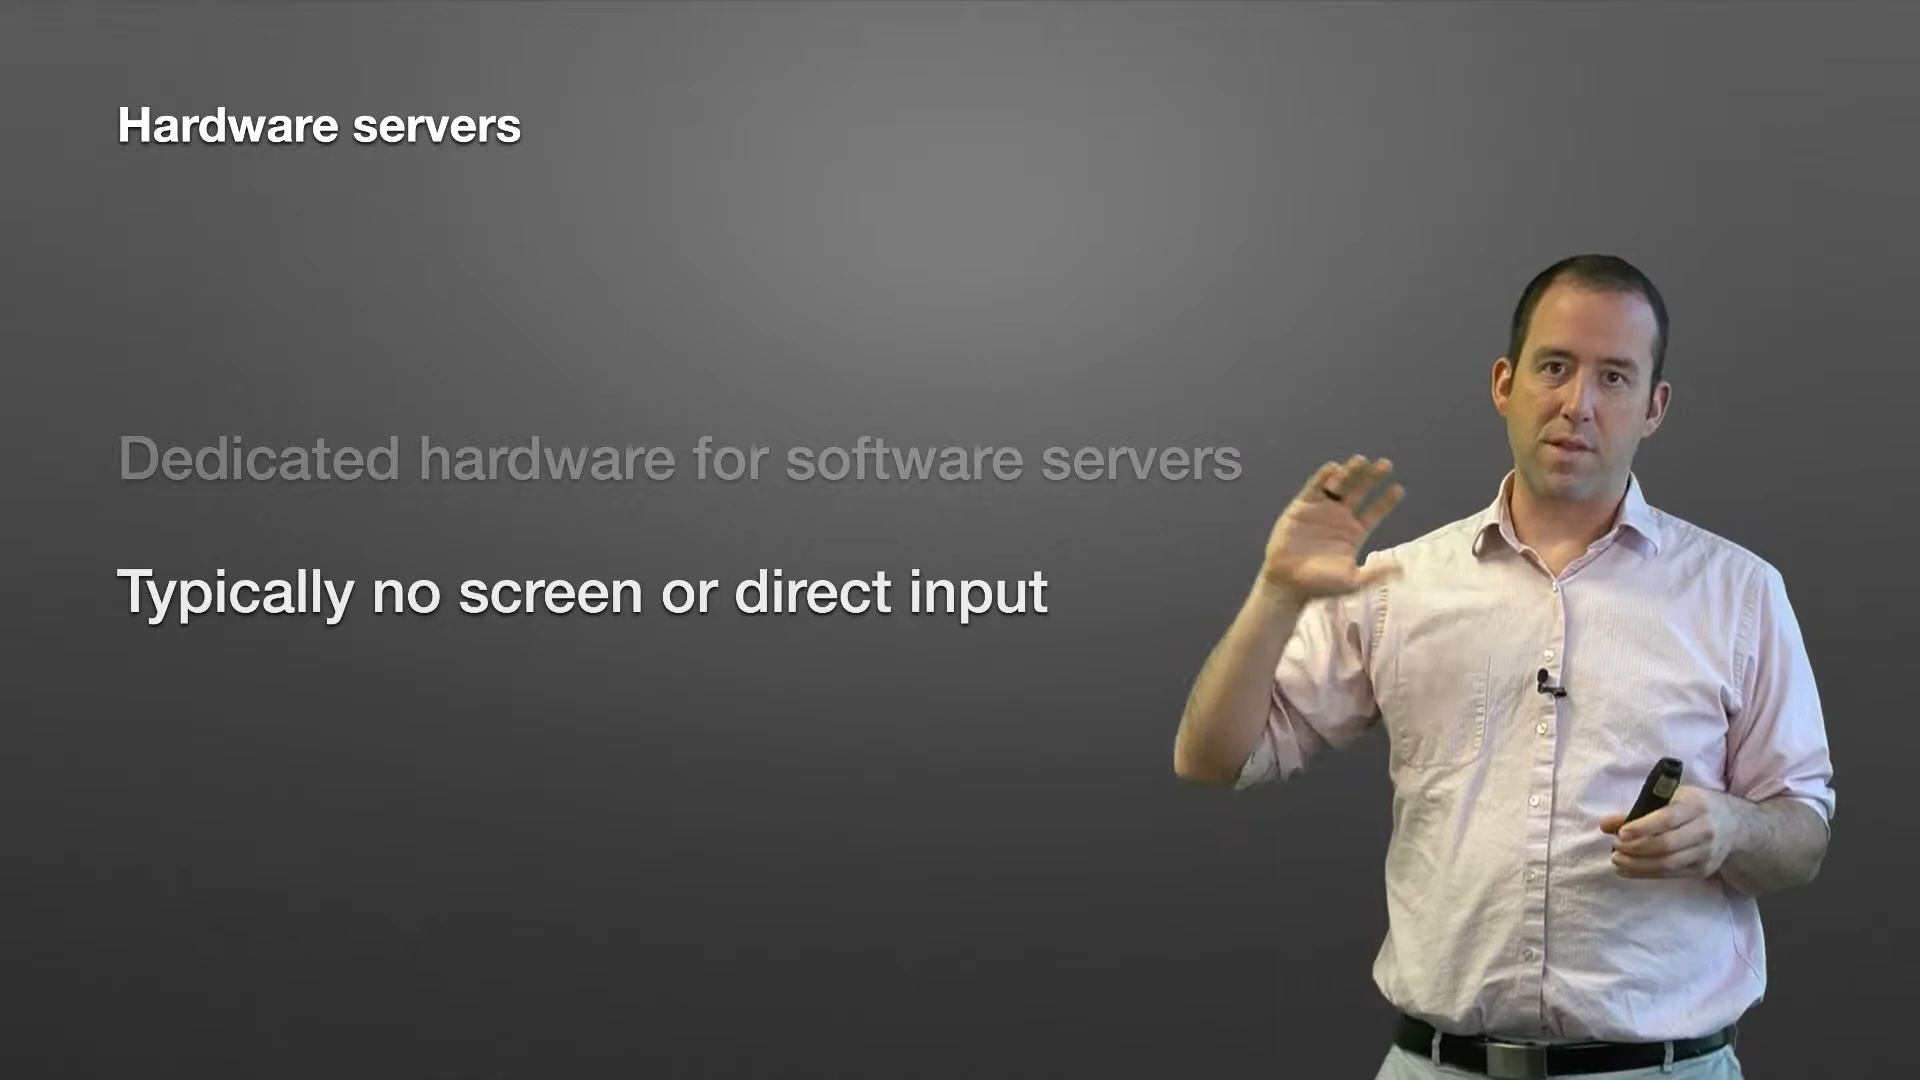 Hardware servers
Dedicated hardware for software servers
Typically no screen or direct input